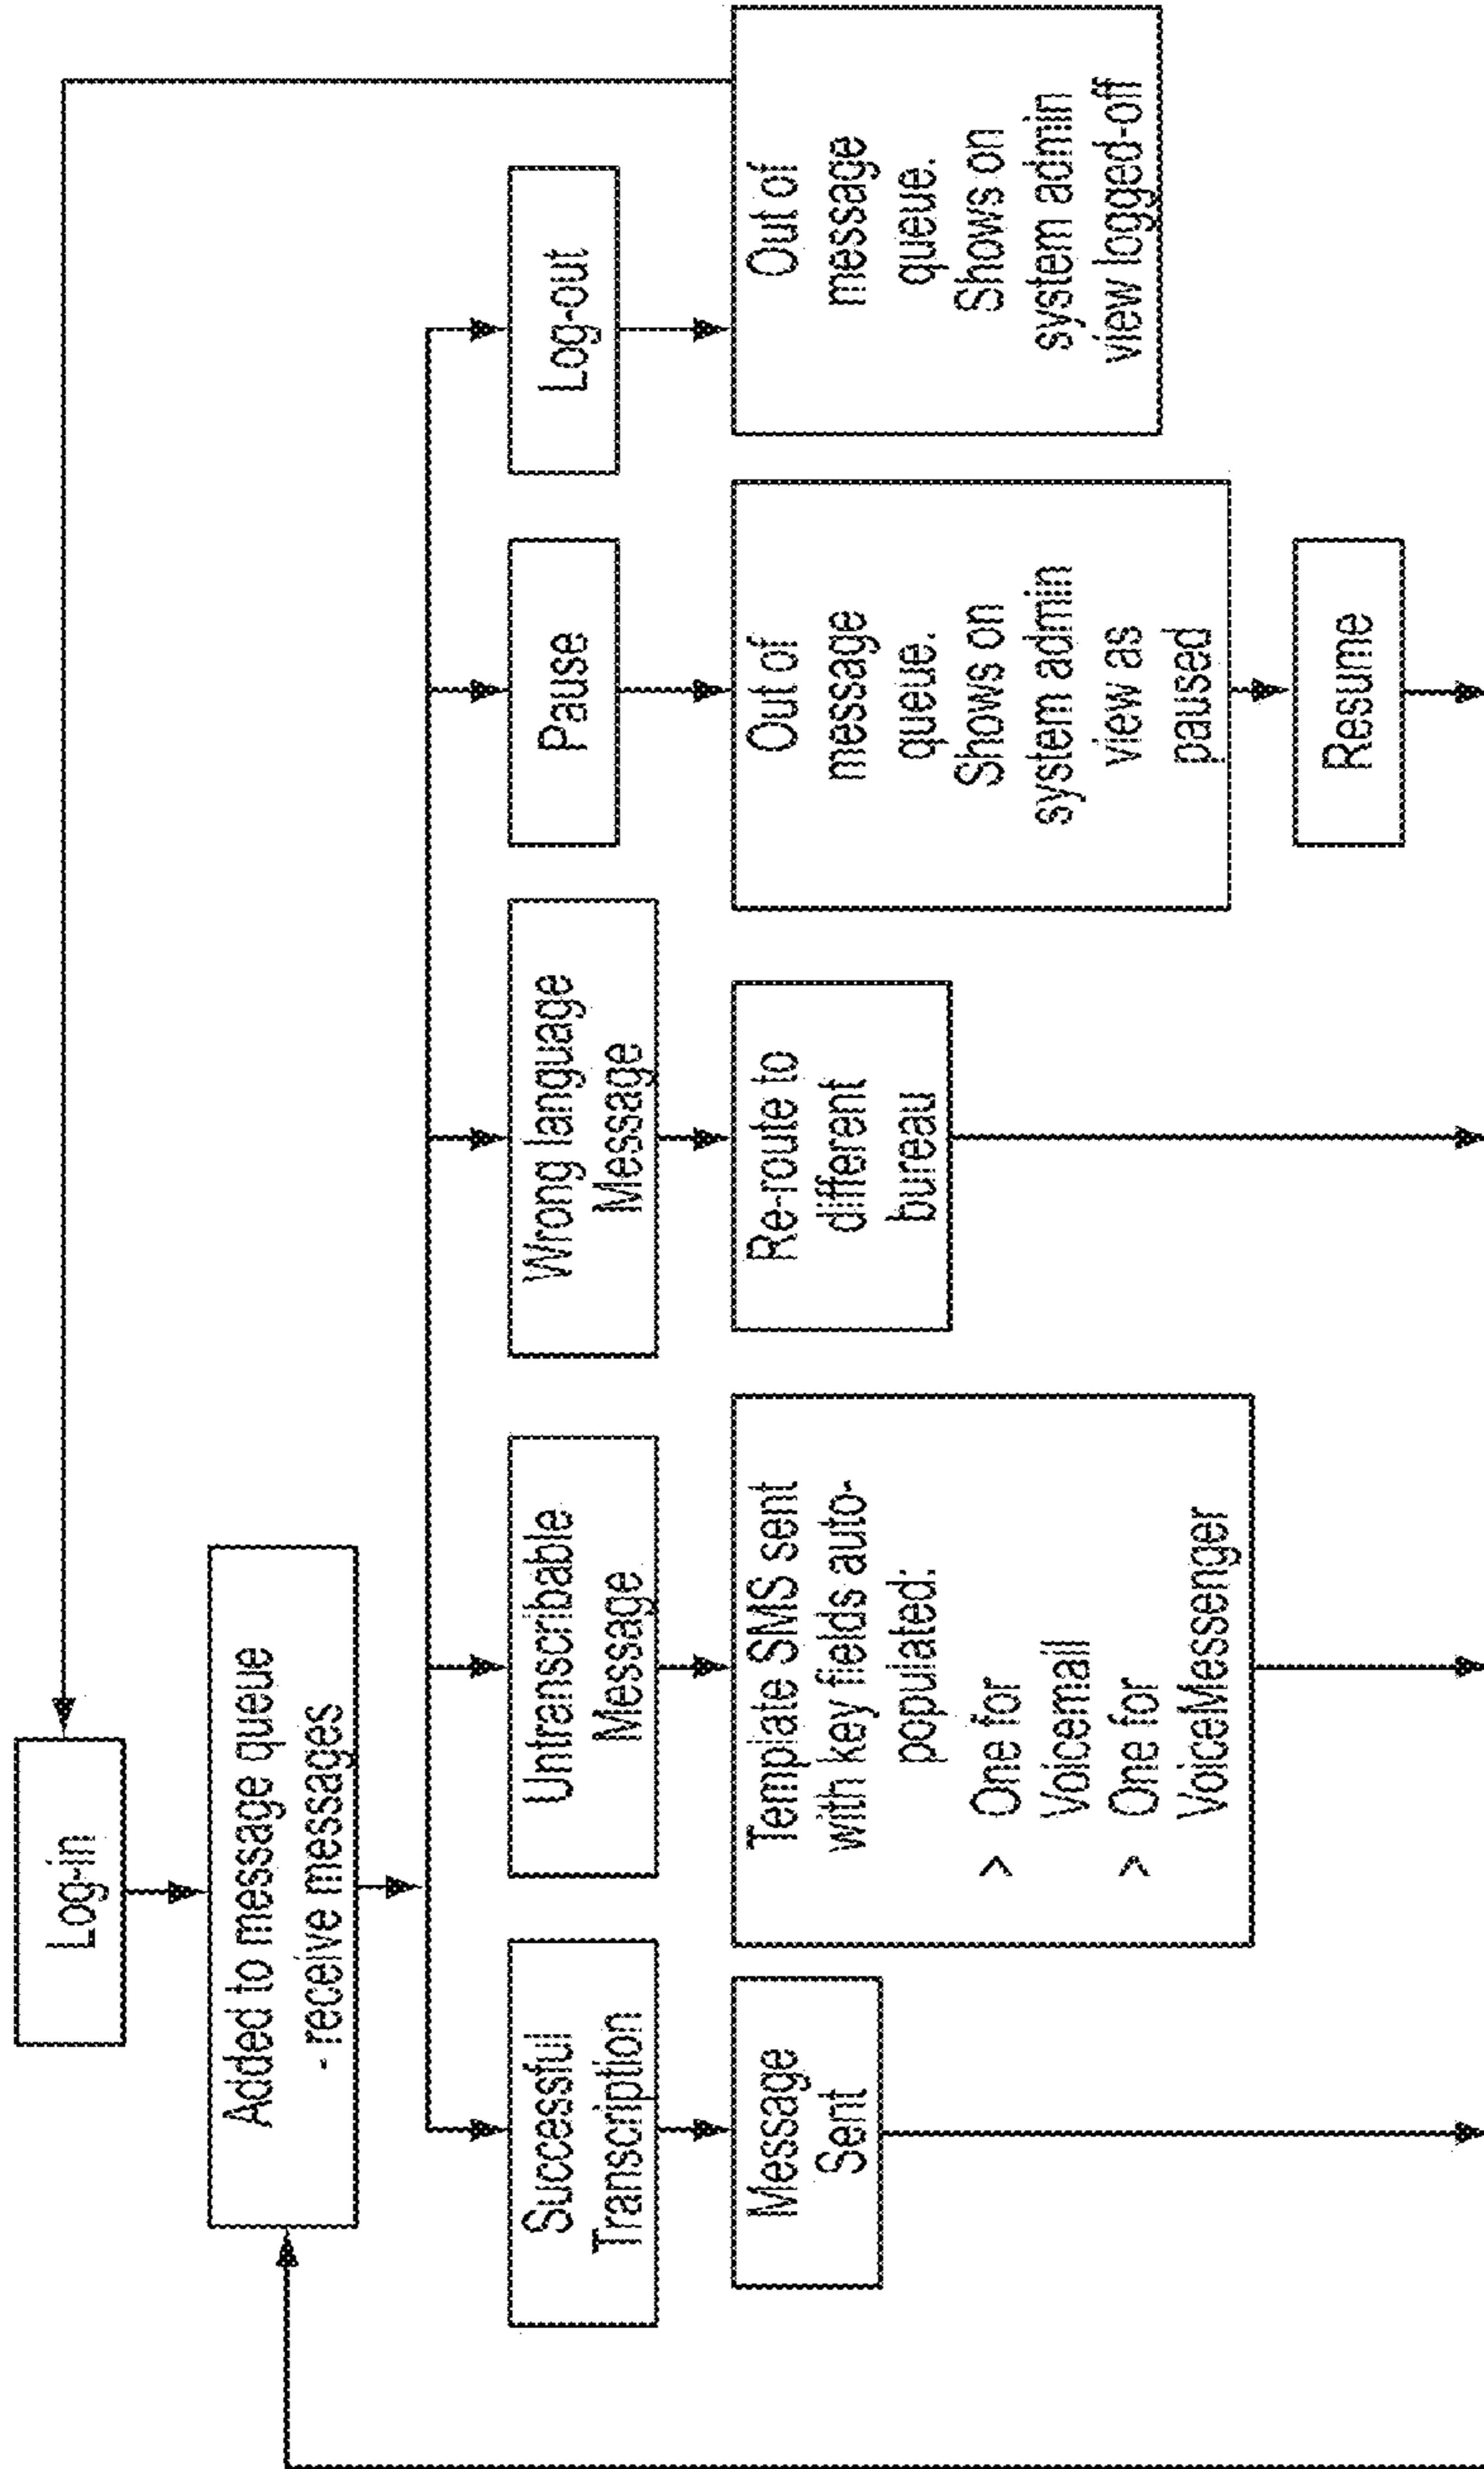 Log-in
Added to message queue
- receive messages
Successful
Transcription
Untranscribable
Message
Wrong language
Message
Pause
Log-out
Message
Sent
Template SMS sent
with key fields auto-
populated:
> One for
Voicemail
> One for
VoiceMessenger
Re-route to
different
bureau
Out of
message
queue.
Shows on
system admin
view as
paused
Out of
message
queue.
Shows on
system admin
view logged-off
Resume